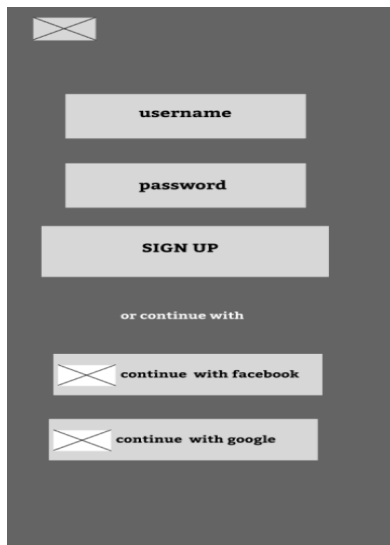 username
password
SIGN UP
or continue with
continue with facebook
continue with google